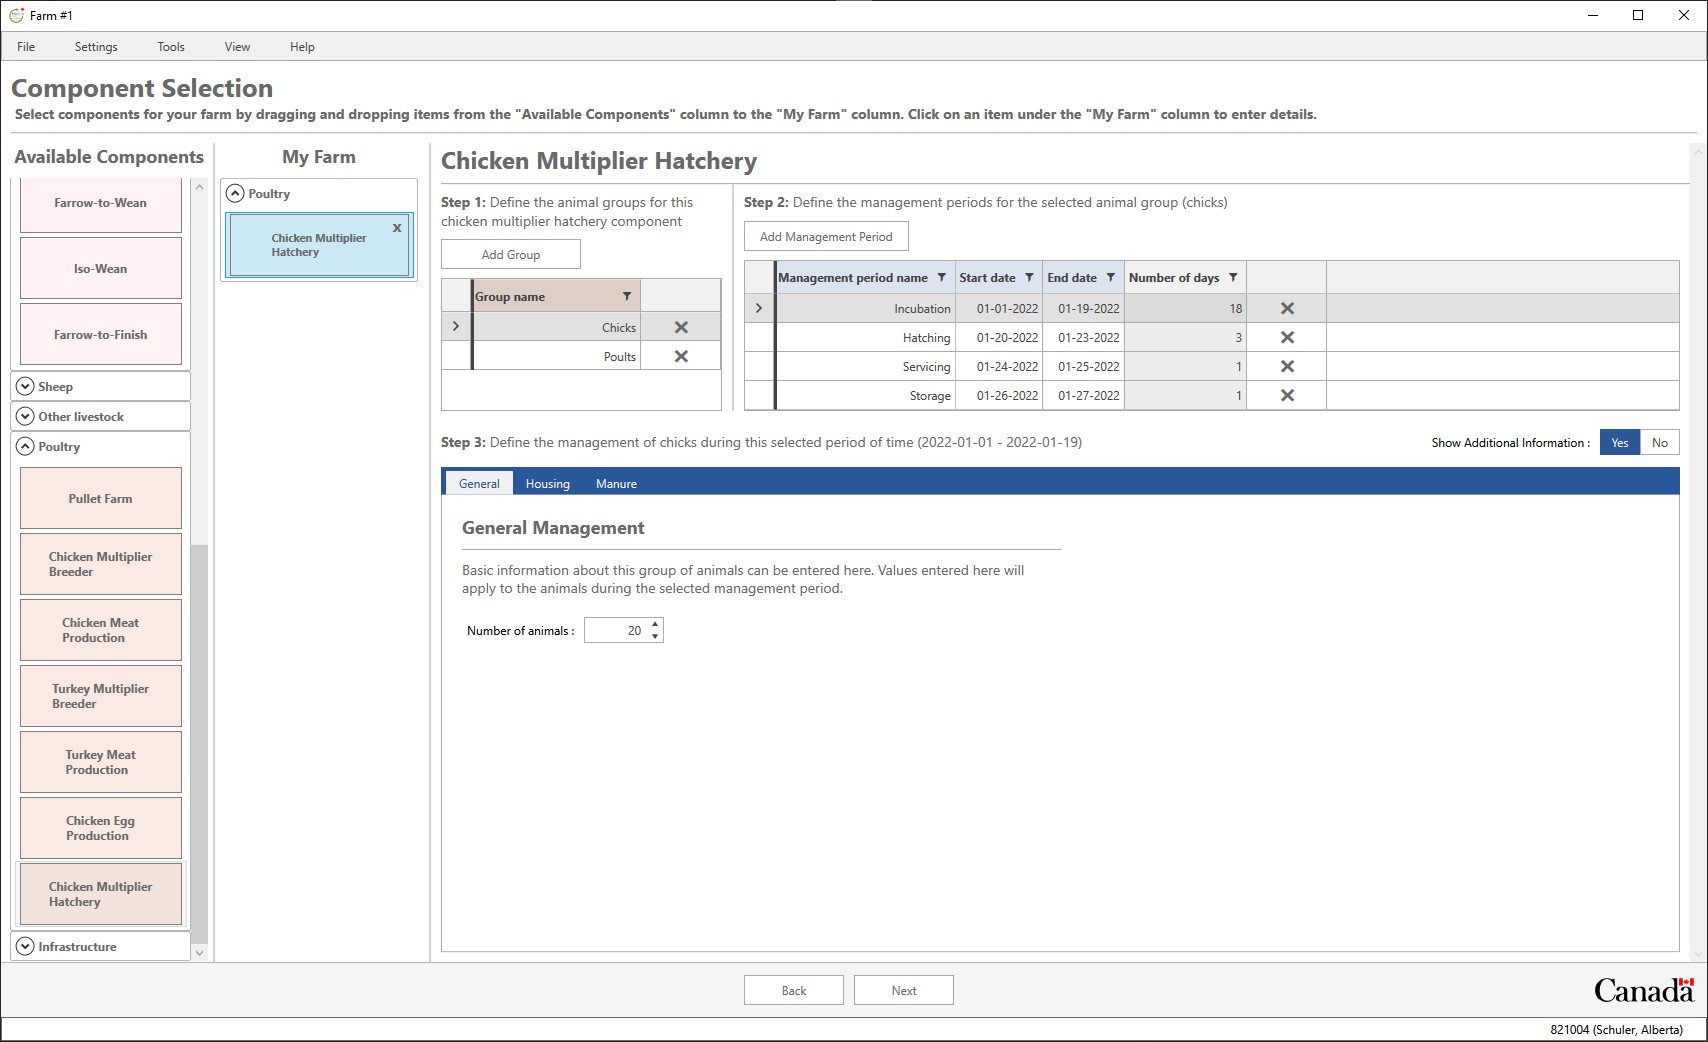 Farm #1
File Settings Tools View Help
Component Selection
Select components for your farm by dragging and dropping items from the "Available Components" column to the "My Farm" column. Click on an item under the "My Farm" column to enter details.
Available Components
Farrow-to-Wean
Iso-Wean
Farrow-to-Finish
Sheep
Other livestock
Poultry
Pullet Farm
Chicken Multiplier
Breeder
Chicken Meat
Production
Turkey Multiplier
Breeder
Turkey Meat
Production
Chicken Egg
Production
Chicken Multiplier
Hatchery
Infrastructure
My Farm
Poultry
Chicken Multiplier
Hatchery
x
Chicken Multiplier Hatchery
Step 1: Define the animal groups for this
chicken multiplier hatchery component
Add Group
Group name
Chicks
Poults
Step 2: Define the management periods for the selected animal group (chicks)
Add Management Period
Management period name Start date End date Number of days
Incubation 01-01-2022 01-19-2022 18
Hatching 01-20-2022 01-23-2022 3
Servicing 01-24-2022 01-25-2022 1
Storage 01-26-2022 01-27-2022 1
Step 3: Define the management of chicks during this selected period of time (2022-01-01 - 2022-01-19)
Show Additional Information : Yes No
General Housing Manure
General Management
Basic information about this group of animals can be entered here. Values entered here will
apply to the animals during the selected management period.
Number of animals : 20
Back Next
Canada
821004 (Schuler, Alberta)